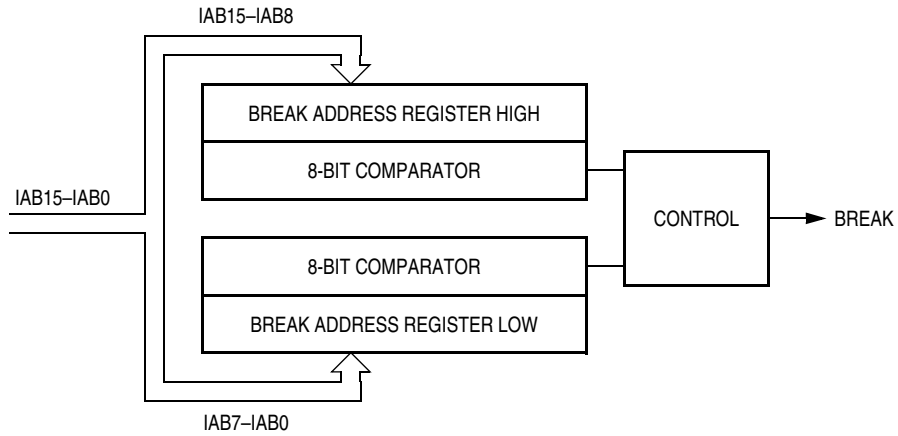 IAB15–IAB8
BREAK ADDRESS REGISTER HIGH
8-BIT COMPARATOR
IAB15–IAB0
CONTROL
BREAK
8-BIT COMPARATOR
BREAK ADDRESS REGISTER LOW
IAB7–IAB0